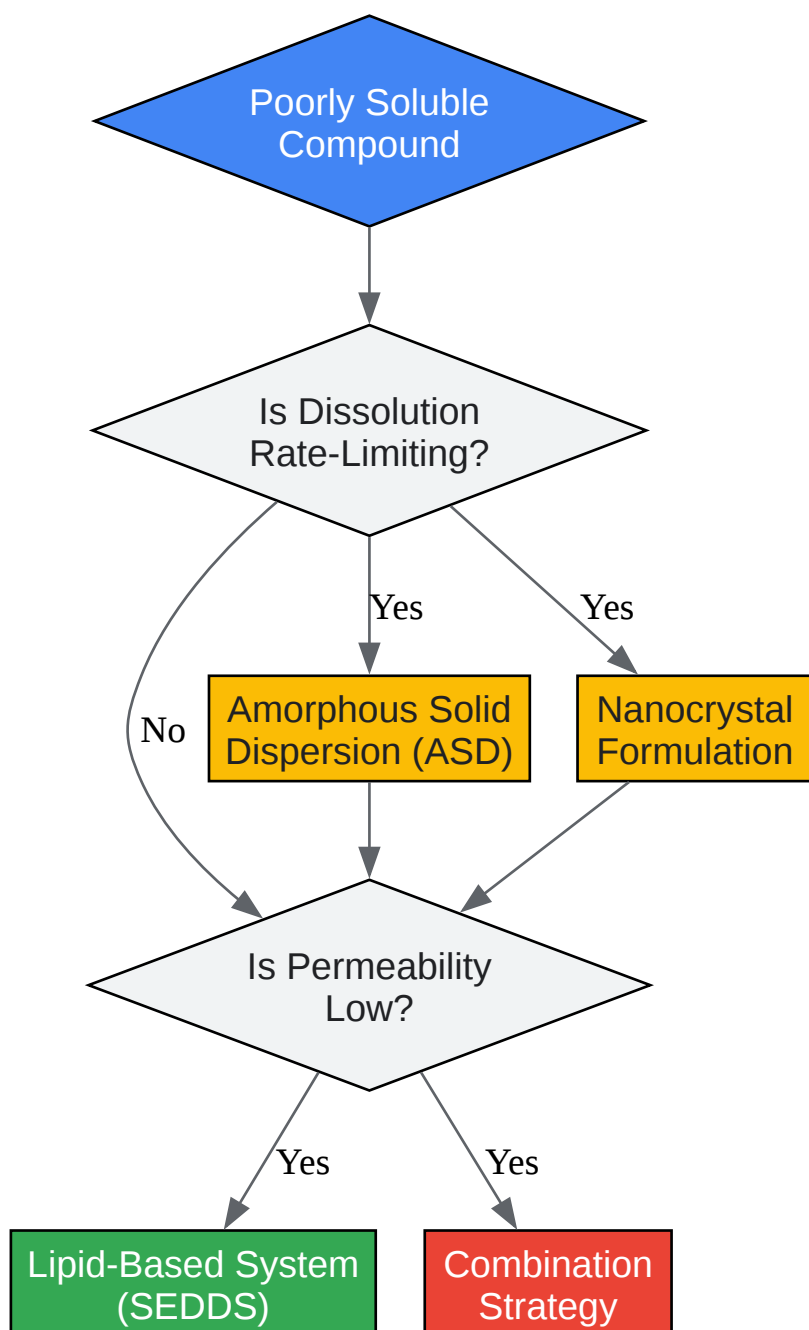 Poorly Soluble
Compound
Is Dissolution
Rate-Limiting?
Yes
Yes
No
Amorphous Solid
Dispersion (ASD)
Nanocrystal
Formulation
Is Permeability
Low?
Yes
Yes
Lipid-Based System
(SEDDS)
Combination
Strategy